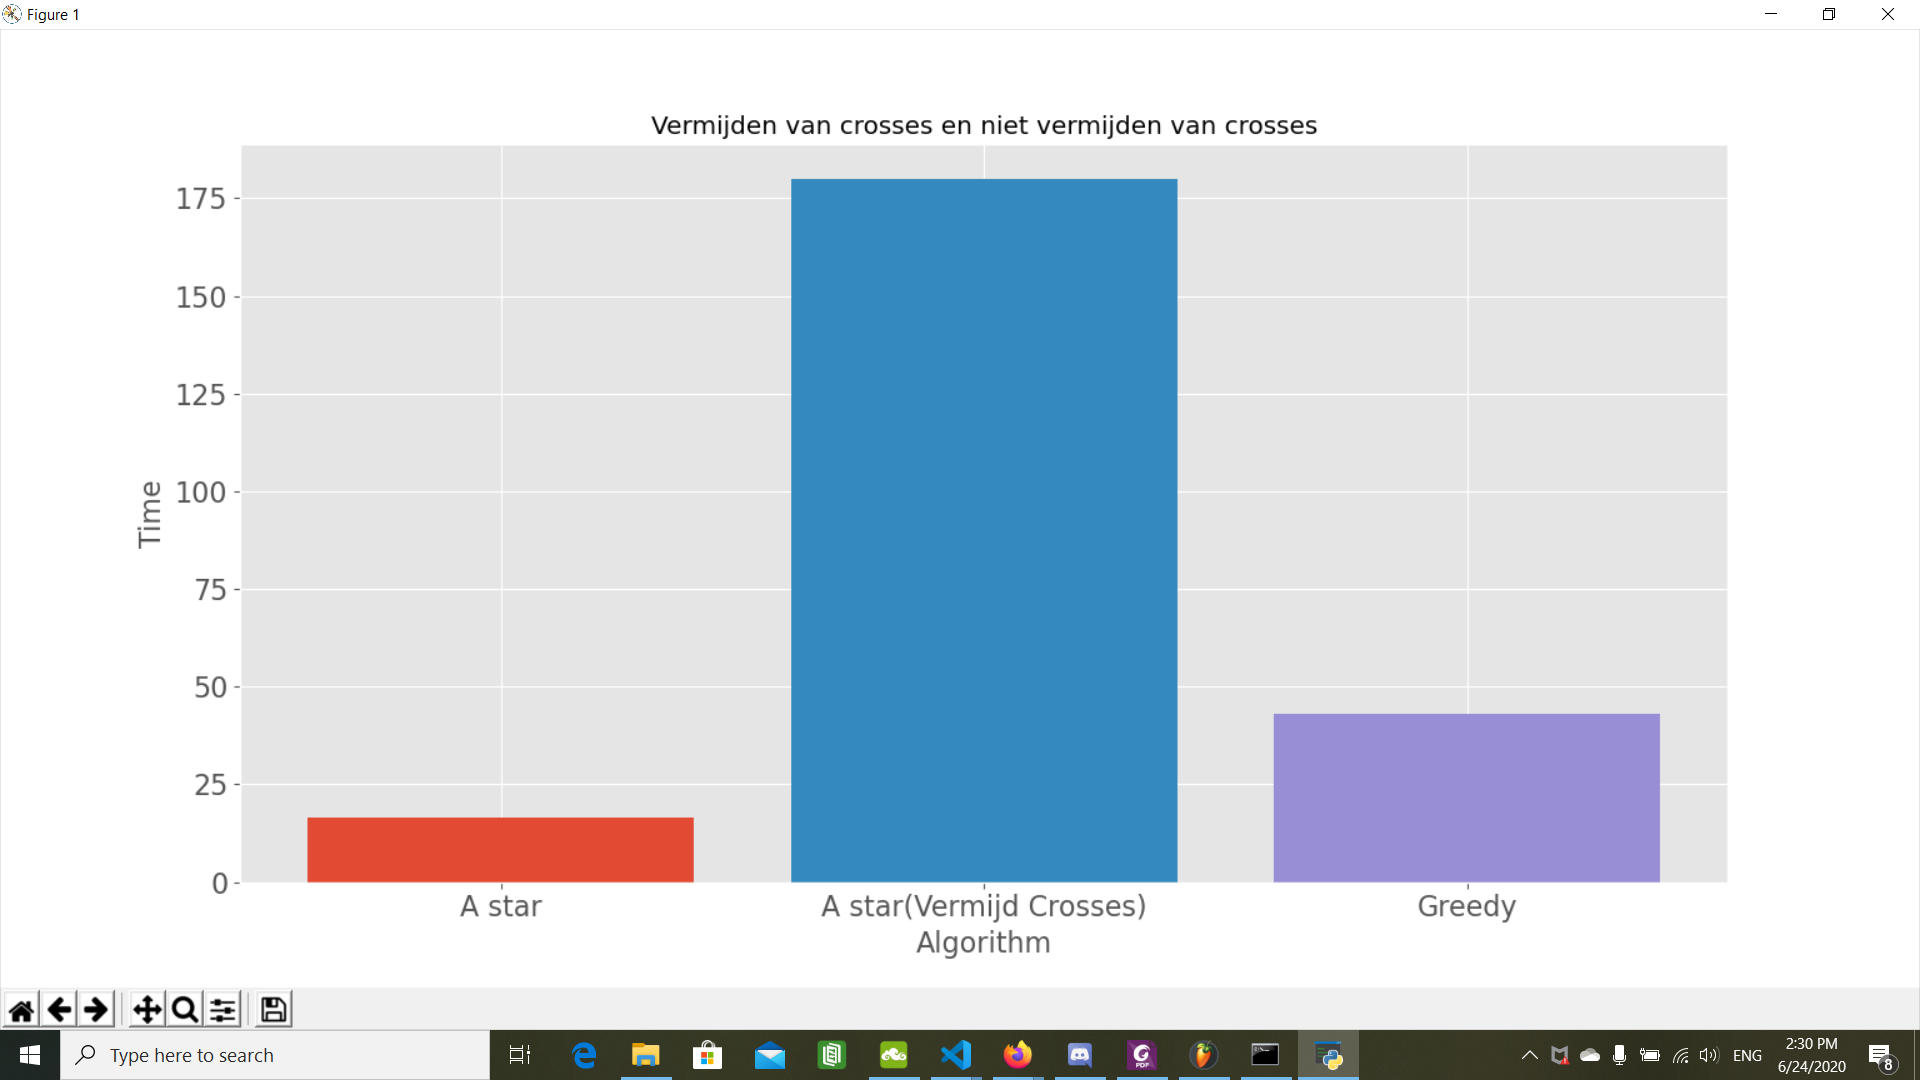 Figure 1
Vermijden van crosses en niet vermijden van crosses
175
150
125
100
75
50
25
0
Time
A star
A star(Vermijd Crosses)
Greedy
Algorithm
Type here to search
PDF
ENG
2:30 PM
6/24/2020
8